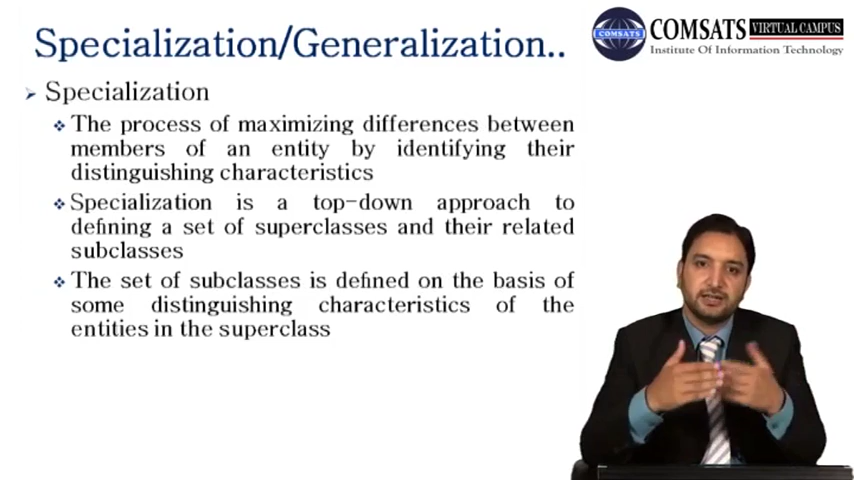 Specialization/Generalization..
COMSATS
COMSATS VIRTUAL CAMPUS
Institute Of Information Technology
➢ Specialization
❖ The process of maximizing differences between
members of an entity by identifying their
distinguishing characteristics
❖ Specialization is a top-down approach to
defining a set of superclasses and their related
subclasses
❖ The set of subclasses is defined on the basis of
some distinguishing characteristics of the
entities in the superclass